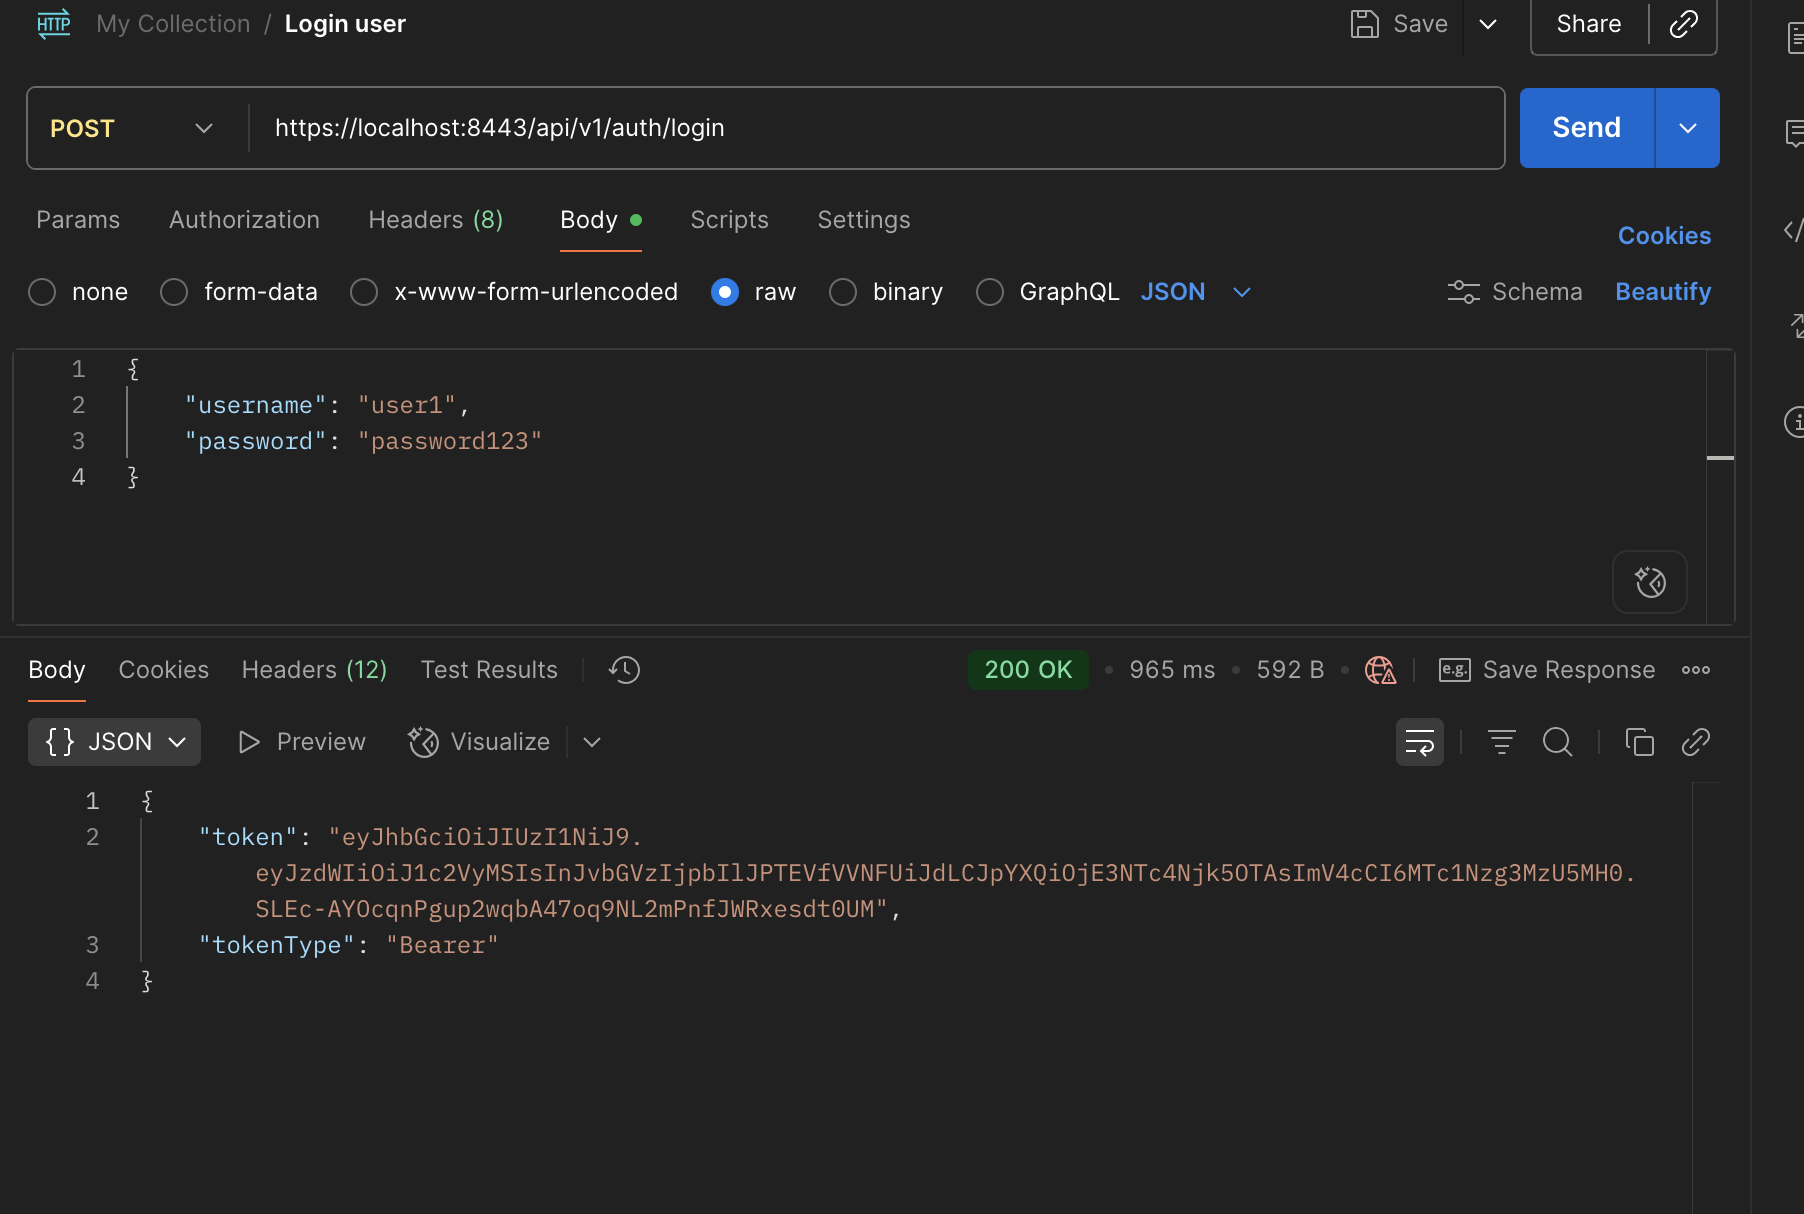 HTTP My Collection / Login user Save Share
POST https://localhost:8443/api/v1/auth/login Send
Params Authorization Headers (8) Body Scripts Settings Cookies
none form-data x-www-form-urlencoded raw binary GraphQL JSON Schema Beautify
1 {
2 "username": "user1",
3 "password": "password123"
4 }
Body Cookies Headers (12) Test Results 200 OK • 965 ms • 592 B • e.g. Save Response
{} JSON Preview Visualize
1 {
2 "token": "eyJhbGciOiJIUzI1NiJ9.
eyJzdWIiOiJ1c2VyMSIsInJvbGVzIjpbIlJPTEVfVVNFUiJdLCJpYXQiOjE3NTc4Njk5OTAsImV4cCI6MTc1Nzg3MzU5MH0.
SLEc-AYOcqnPgup2wqbA47oq9NL2mPnfJWRxesdt0UM",
3 "tokenType": "Bearer"
4 }